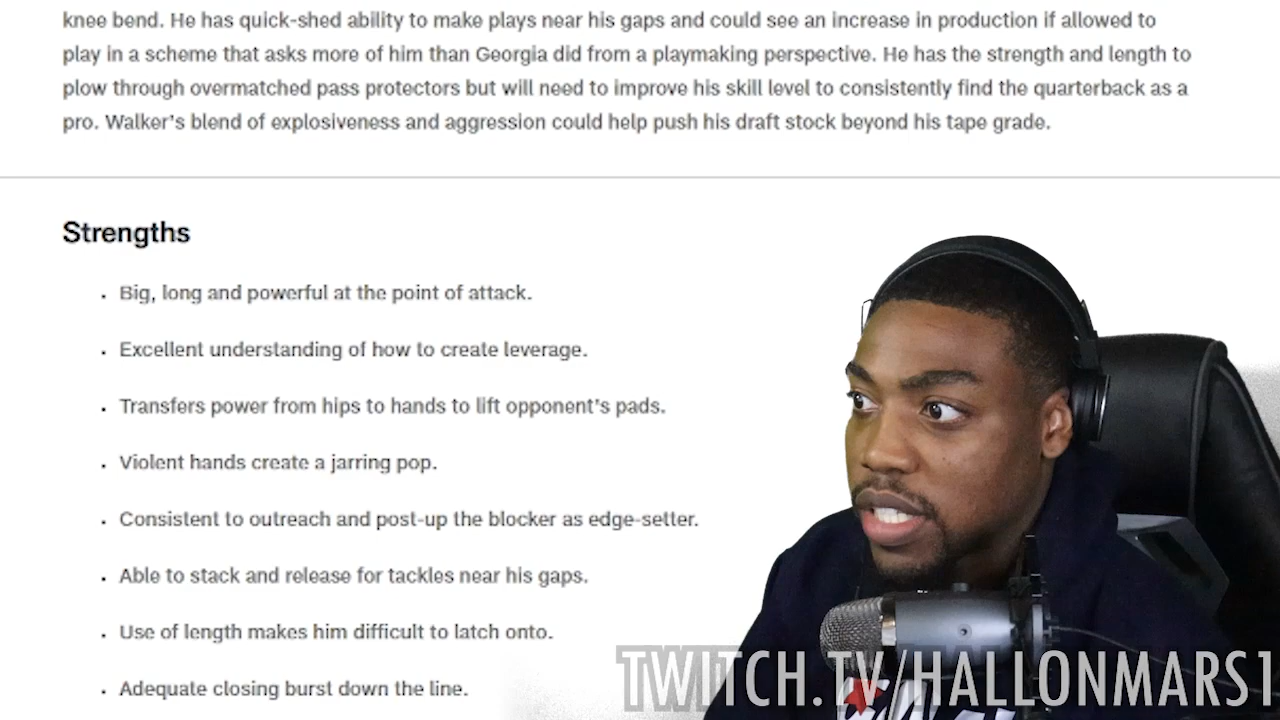 knee bend. He has quick-shed ability to make plays near his gaps and could see an increase in production if allowed to
play in a scheme that asks more of him than Georgia did from a playmaking perspective. He has the strength and length to
plow through overmatched pass protectors but will need to improve his skill level to consistently find the quarterback as a
pro. Walker's blend of explosiveness and aggression could help push his draft stock beyond his tape grade.
Strengths
• Big, long and powerful at the point of attack.
• Excellent understanding of how to create leverage.
• Transfers power from hips to hands to lift opponent's pads.
• Violent hands create a jarring pop.
• Consistent to outreach and post-up the blocker as edge-setter.
• Able to stack and release for tackles near his gaps.
• Use of length makes him difficult to latch onto.
• Adequate closing burst down the line.
TWITCH.TV/HALLONMARS1